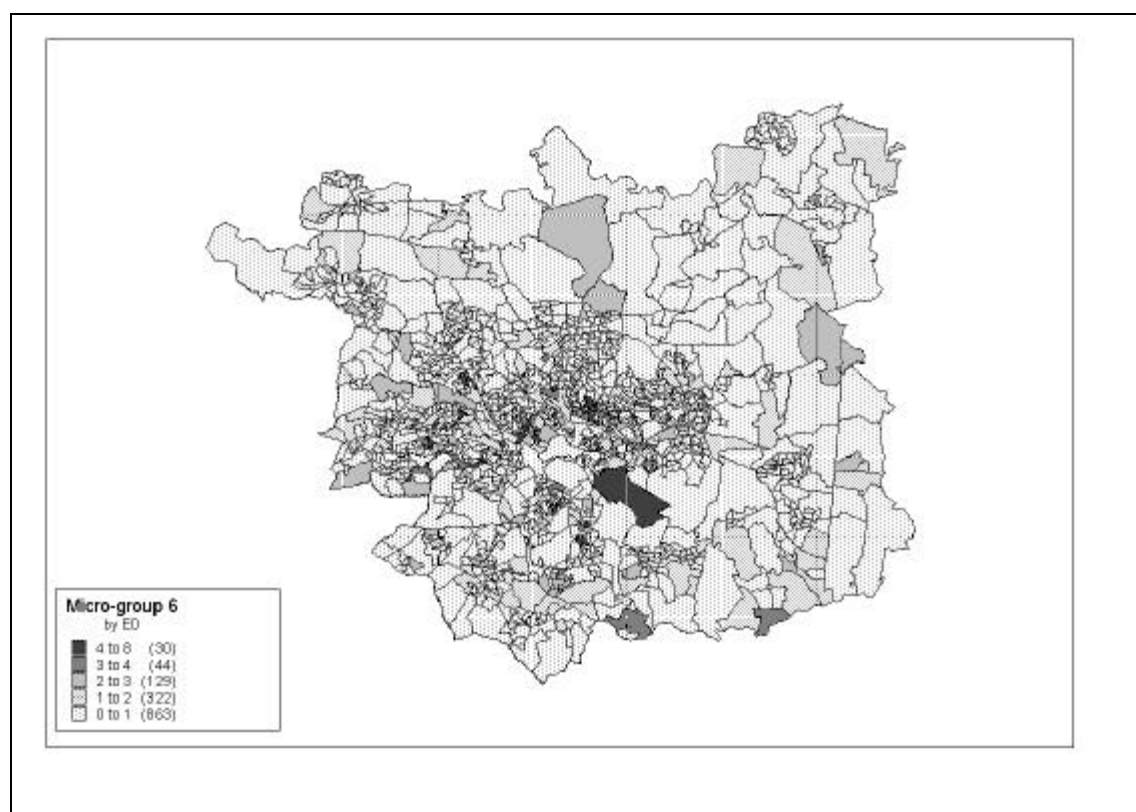 Micro-group 6
by ED
4 to 8 (30)
3 to 4 (44)
2 to 3 (129)
1 to 2 (322)
0 to 1 (863)